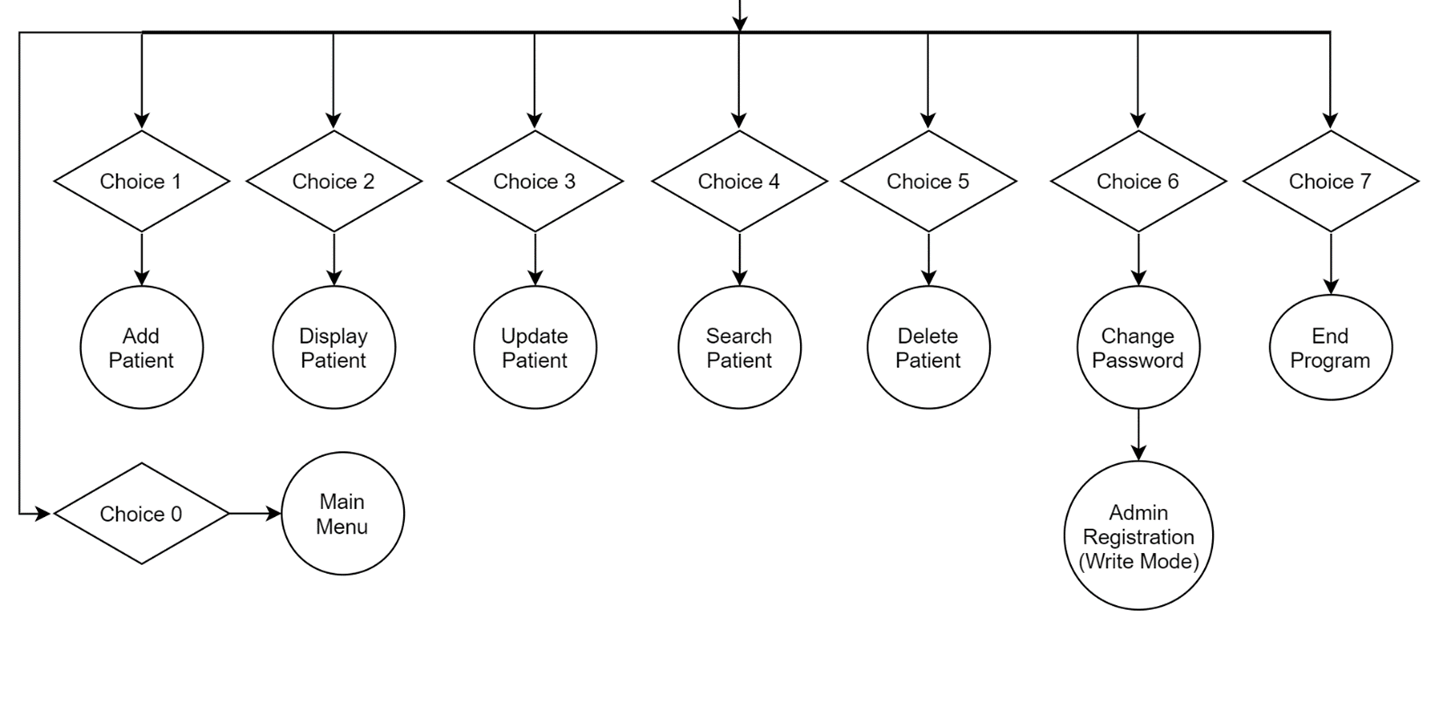 Choice 1
Choice 2
Choice 3
Choice 4
Choice 5
Choice 6
Choice 7
Add
Patient
Display
Patient
Update
Patient
Search
Patient
Delete
Patient
Change
Password
End
Program
Choice 0
Main
Menu
Admin
Registration
(Write Mode)